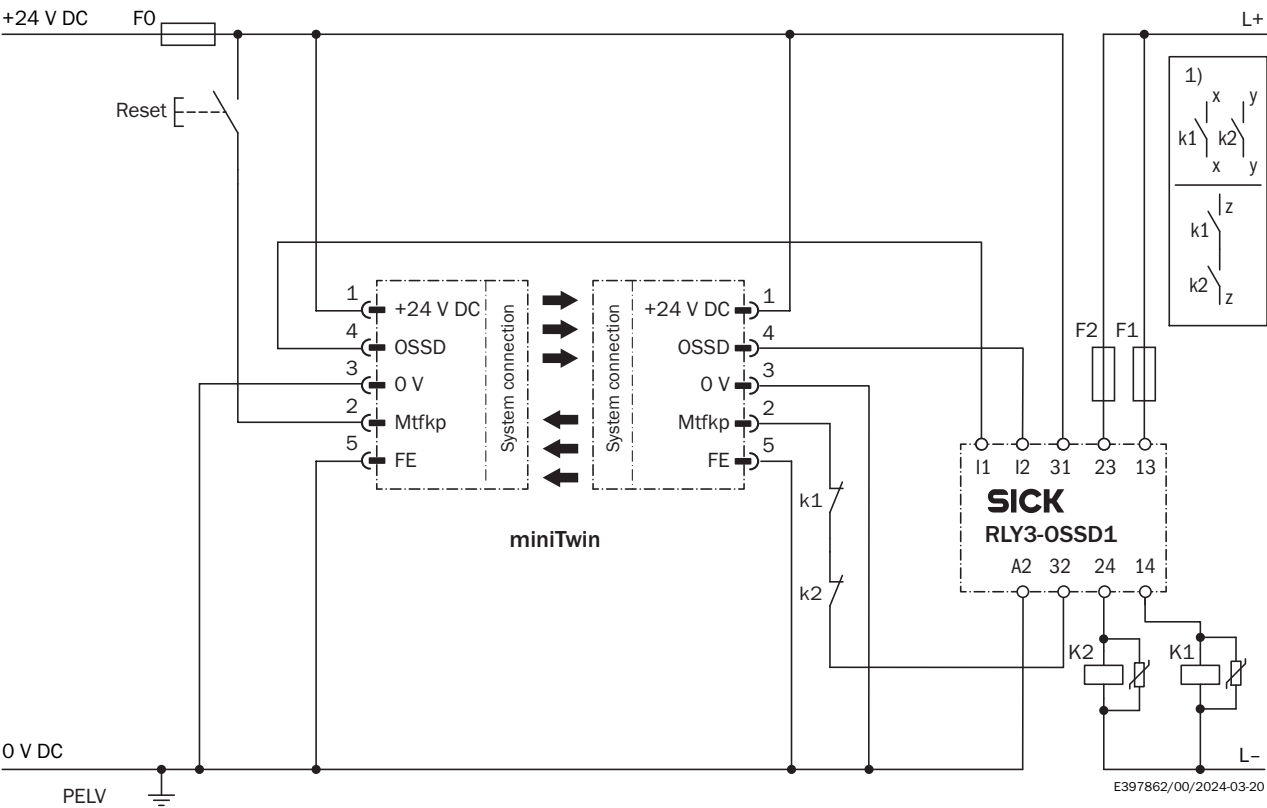 +24 V DC
F0
L+
Reset
1)
x
y
k1
k2
x
y
z
k1
k2
z
1
+24 V DC
4
OSSD
3
0 V
2
Mtfkp
5
FE
System connection
System connection
+24 V DC
1
OSSD
4
0 V
3
Mtfkp
2
FE
5
miniTwin
k1
k2
F2
F1
I1
I2
31
23
13
SICK
RLY3-OSSD1
A2
32
24
14
K2
K1
0 V DC
L–
PELV
E397862/00/2024-03-20